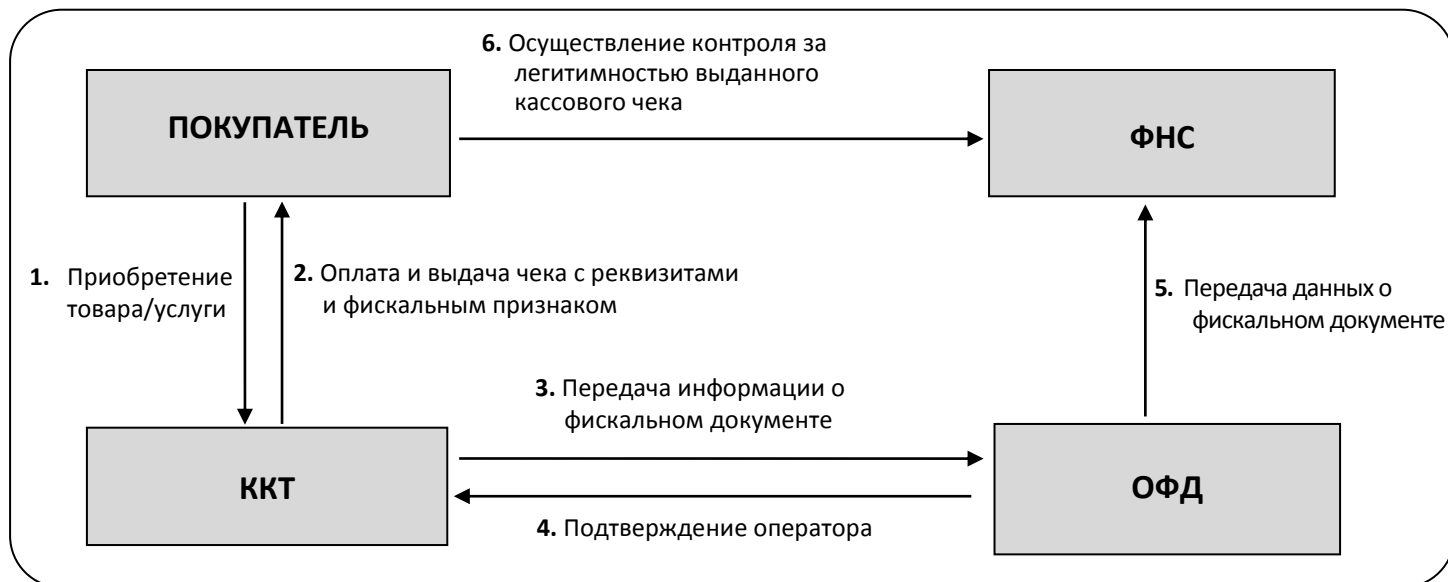 6. Осуществление контроля за
легитимностью выданного
кассового чека
ПОКУПАТЕЛЬ
ФНС
1. Приобретение
товара/услуги
2. Оплата и выдача чека с реквизитами
и фискальным признаком
5. Передача данных о
фискальном документе
3. Передача информации о
фискальном документе
ККТ
ОФД
4. Подтверждение оператора